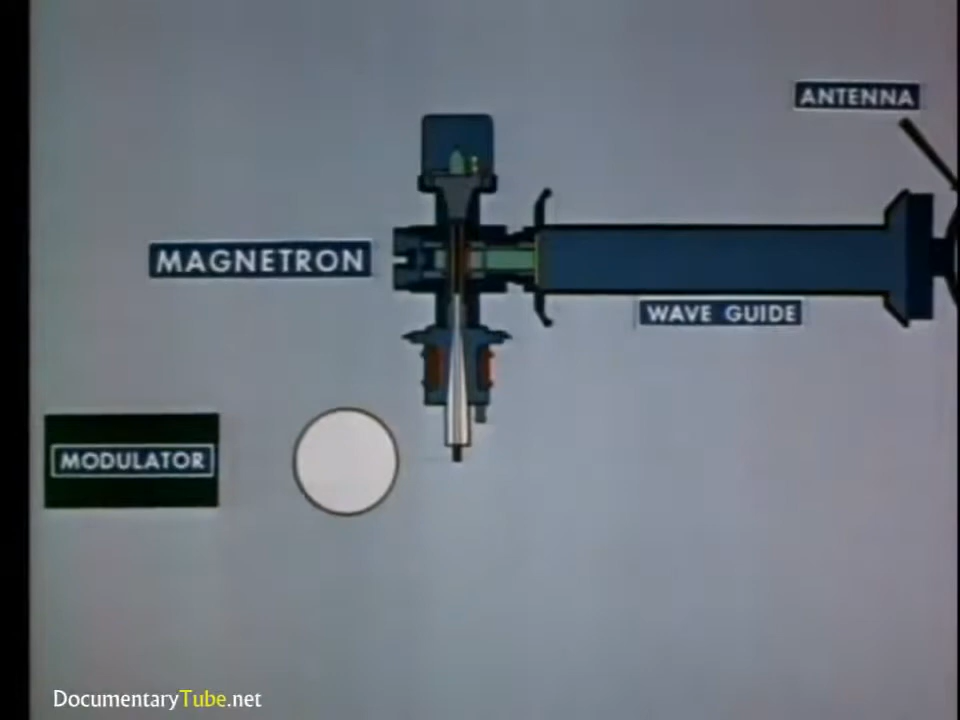 ANTENNA
MAGNETRON
WAVE GUIDE
MODULATOR
DocumentaryTube.net